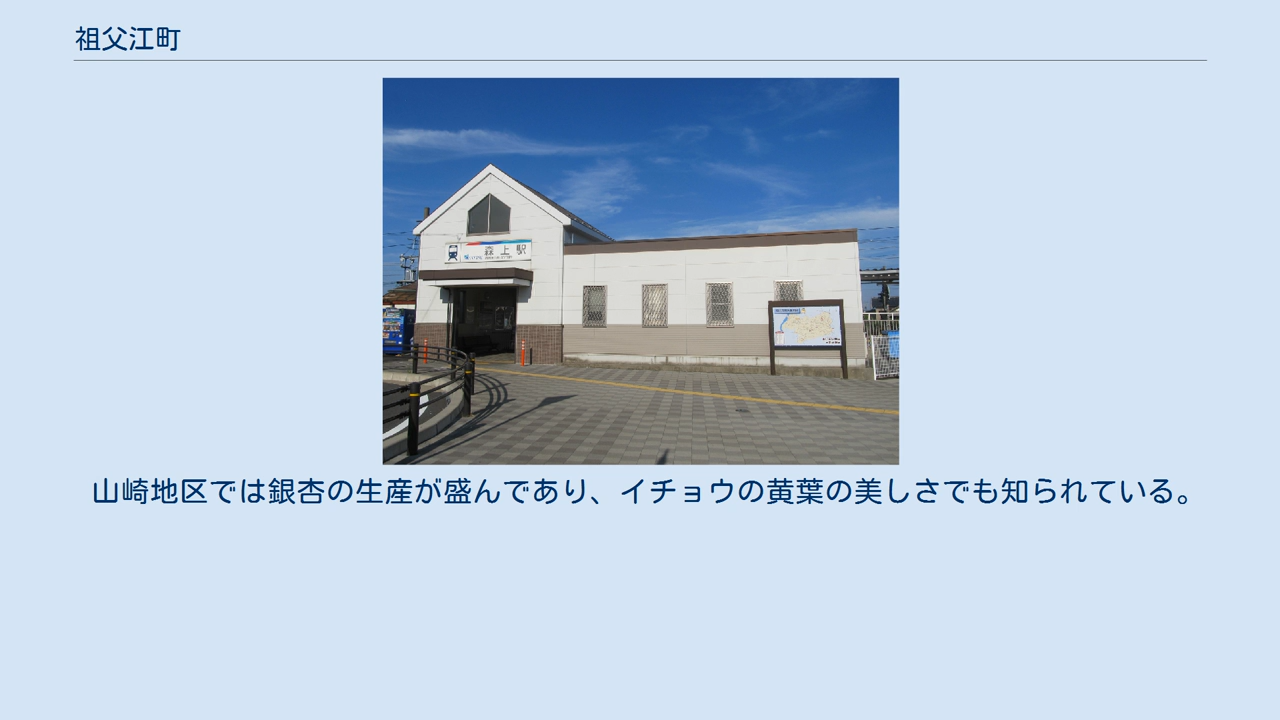 祖父江町
森上駅
山崎地区では銀杏の生産が盛んであり、イチョウの黄葉の美しさでも知られている。